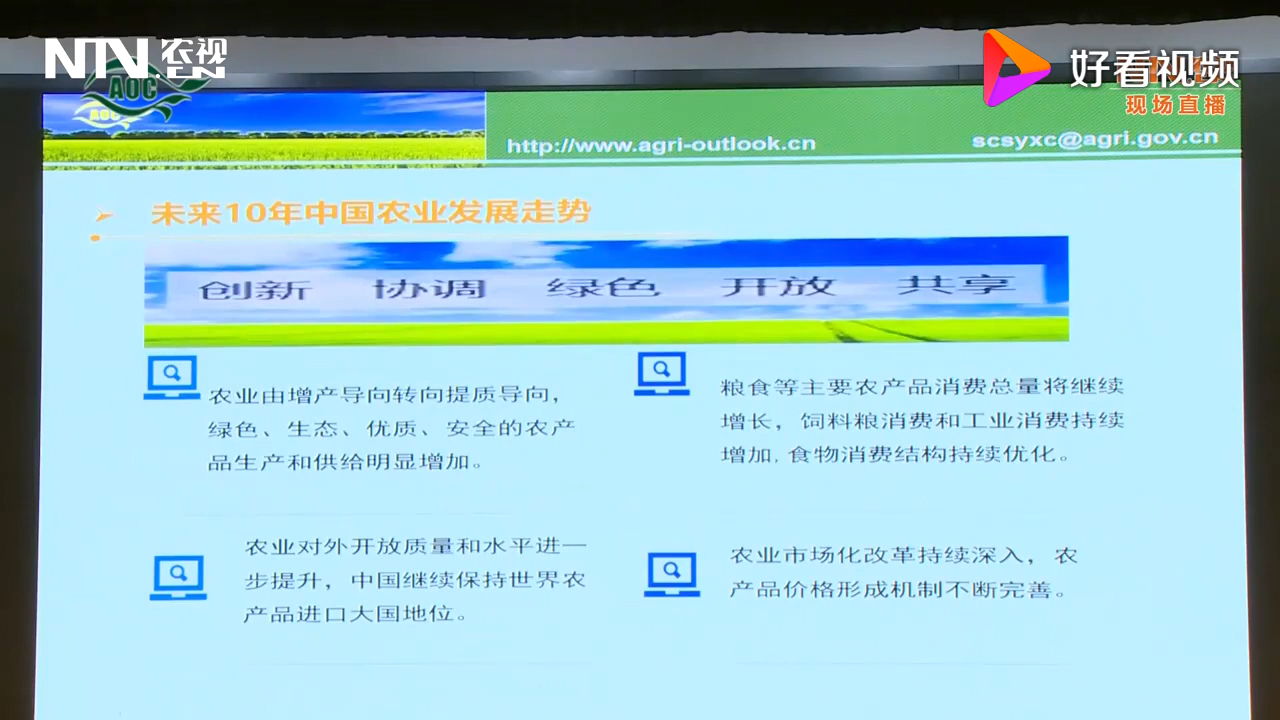 NTV.CN 农视
AOC
好看视频
现场直播
http://www.agri-outlook.cn
scsyxc@agri.gov.cn
未来10年中国农业发展走势
创新 协调 绿色 开放 共享
农业由增产导向转向提质导向，
绿色、生态、优质、安全的农产
品生产和供给明显增加。
粮食等主要农产品消费总量将继续
增长，饲料粮消费和工业消费持续
增加,食物消费结构持续优化。
农业对外开放质量和水平进一
步提升，中国继续保持世界农
产品进口大国地位。
农业市场化改革持续深入，农
产品价格形成机制不断完善。